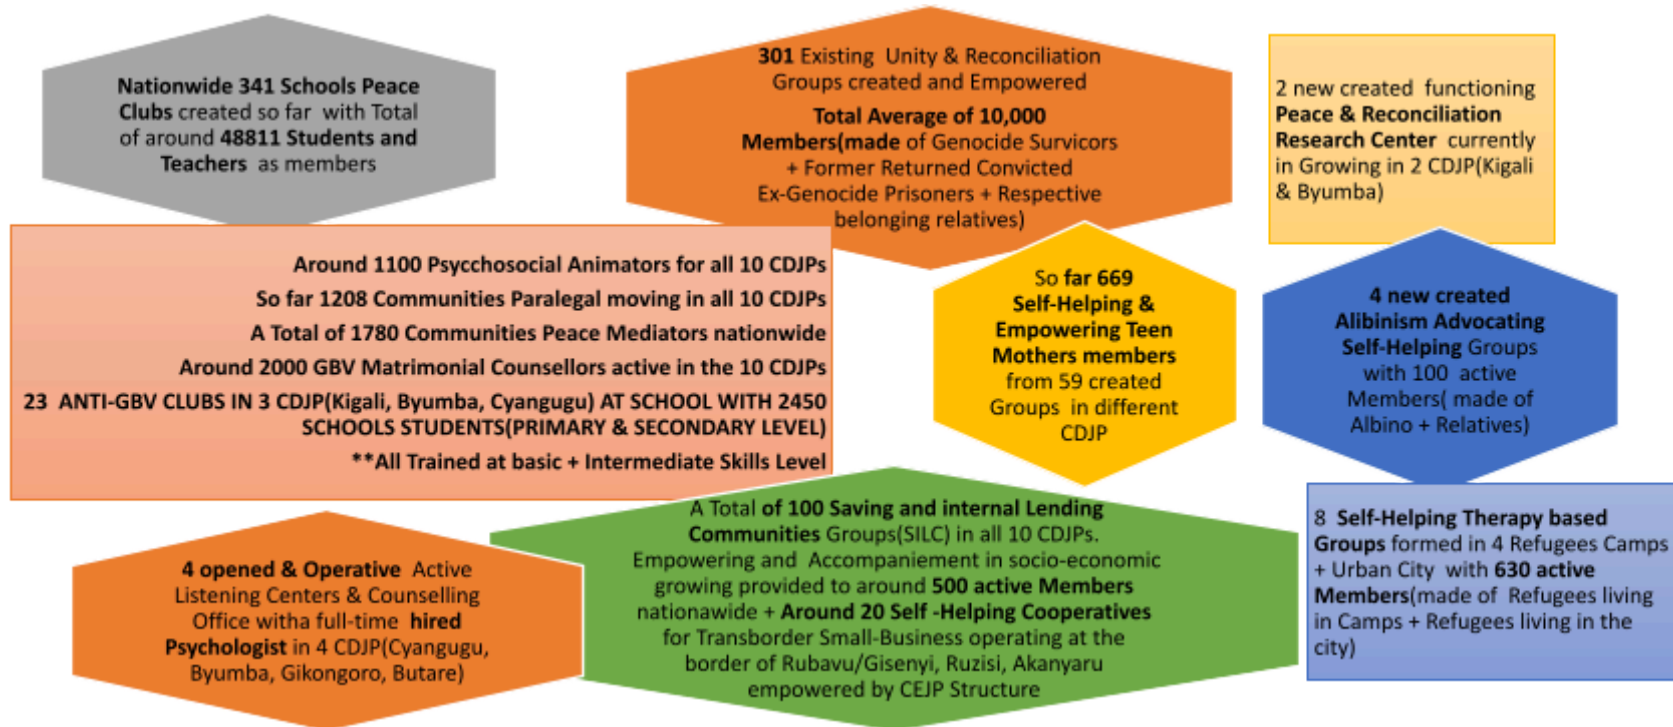 Nationwide 341 Schools Peace
Clubs created so far with Total
of around 48811 Students and
Teachers as members
301 Existing Unity & Reconciliation
Groups created and Empowered
Total Average of 10,000
Members(made of Genocide Survicors
+ Former Returned Convicted
Ex-Genocide Prisoners + Respective
belonging relatives)
2 new created functioning
Peace & Reconciliation
Research Center currently
in Growing in 2 CDJP(Kigali
& Byumba)
Around 1100 Psycchosocial Animators for all 10 CDJPs
So far 1208 Communities Paralegal moving in all 10 CDJPs
A Total of 1780 Communities Peace Mediators nationwide
Around 2000 GBV Matrimonial Counsellors active in the 10 CDJPs
23 ANTI-GBV CLUBS IN 3 CDJP(Kigali, Byumba, Cyangugu) AT SCHOOL WITH 2450
SCHOOLS STUDENTS(PRIMARY & SECONDARY LEVEL)
**All Trained at basic + Intermediate Skills Level
So far 669
Self-Helping &
Empowering Teen
Mothers members
from 59 created
Groups in different
CDJP
4 new created
Alibinism Advocating
Self-Helping Groups
with 100 active
Members( made of
Albino + Relatives)
4 opened & Operative Active
Listening Centers & Counselling
Office witha full-time hired
Psychologist in 4 CDJP(Cyangugu,
Byumba, Gikongoro, Butare)
A Total of 100 Saving and internal Lending
Communities Groups(SILC) in all 10 CDJPs.
Empowering and Accompaniement in socio-economic
growing provided to around 500 active Members
nationawide + Around 20 Self -Helping Cooperatives
for Transborder Small-Business operating at the
border of Rubavu/Gisenyi, Ruzisi, Akanyaru
empowered by CEJP Structure
8 Self-Helping Therapy based
Groups formed in 4 Refugees Camps
+ Urban City with 630 active
Members(made of Refugees living
in Camps + Refugees living in the
city)